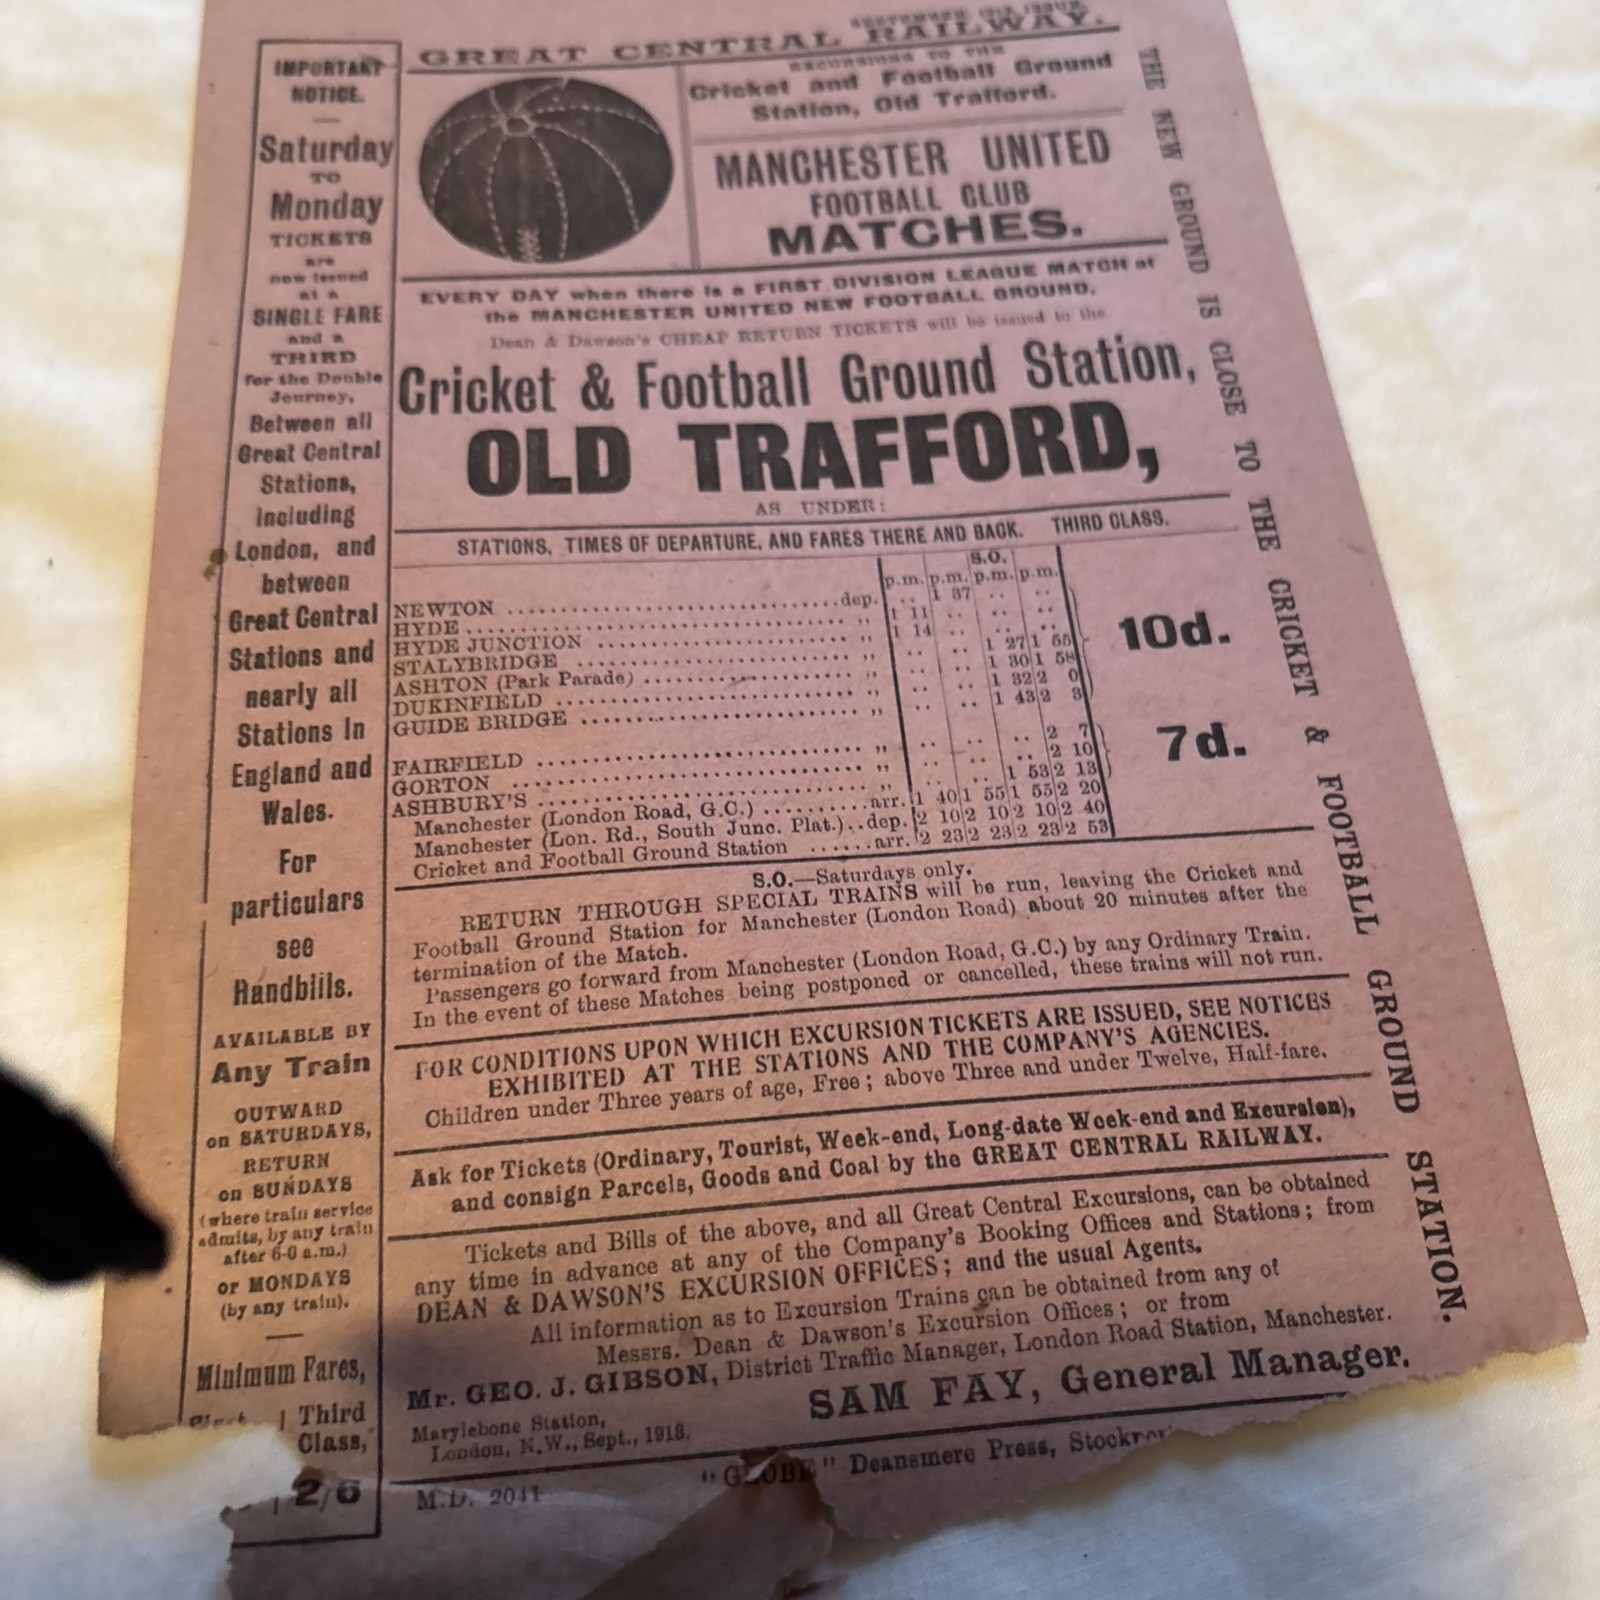 GREAT CENTRAL RAILWAY.
IMPORTANT
NOTICE.
Saturday
TO
Monday
TICKETS
are
now issued
at a
SINGLE FARE
and a
THIRD
for the Double
Journey,
Between all
Great Central
Stations,
including
London, and
between
Great Central
Stations and
nearly all
Stations in
England and
Wales.
For
particulars
see
Handbills.
AVAILABLE BY
Any Train
OUTWARD
on SATURDAYS,
RETURN
on SUNDAYS
(where train service
admits, by any train
after 6-0 a.m.)
or MONDAYS
(by any train).
Minimum Fares,
Third
Class,
2/6
EXCURSIONS TO THE
Cricket and Football Ground
Station, Old Trafford.
MANCHESTER UNITED
FOOTBALL CLUB
MATCHES.
EVERY DAY when there is a FIRST DIVISION LEAGUE MATCH at
the MANCHESTER UNITED NEW FOOTBALL GROUND,
Dean & Dawson's CHEAP RETURN TICKETS will be issued to the
Cricket & Football Ground Station,
OLD TRAFFORD,
AS UNDER:
STATIONS, TIMES OF DEPARTURE, AND FARES THERE AND BACK. THIRD CLASS.
S.O.
p.m. p.m. p.m. p.m.
NEWTON ......dep. .. 1 37 .. ..
HYDE ...... ,, 1 11 .. .. ..
HYDE JUNCTION ...... ,, 1 14 .. .. ..
STALYBRIDGE ...... ,, .. .. 1 27 1 55
ASHTON (Park Parade) ...... ,, .. .. 1 30 1 58
DUKINFIELD ...... ,, .. .. 1 32 2 0
GUIDE BRIDGE ...... ,, .. .. 1 43 2 3
10d.
FAIRFIELD ...... ,, .. .. .. 2 7
GORTON ...... ,, .. .. .. 2 10
ASHBURY'S ...... ,, .. .. 1 53 2 13
7d.
Manchester (London Road, G.C.) ......arr. 1 40 1 55 1 55 2 20
Manchester (Lon. Rd., South Junc. Plat.)..dep. 2 10 2 10 2 10 2 40
Cricket and Football Ground Station ......arr. 2 23 2 23 2 23 2 53
S.O.—Saturdays only.
RETURN THROUGH SPECIAL TRAINS will be run, leaving the Cricket and
Football Ground Station for Manchester (London Road) about 20 minutes after the
termination of the Match.
Passengers go forward from Manchester (London Road, G.C.) by any Ordinary Train.
In the event of these Matches being postponed or cancelled, these trains will not run.
FOR CONDITIONS UPON WHICH EXCURSION TICKETS ARE ISSUED, SEE NOTICES
EXHIBITED AT THE STATIONS AND THE COMPANY'S AGENCIES.
Children under Three years of age, Free; above Three and under Twelve, Half-fare.
Ask for Tickets (Ordinary, Tourist, Week-end, Long-date Week-end and Excursion),
and consign Parcels, Goods and Coal by the GREAT CENTRAL RAILWAY.
Tickets and Bills of the above, and all Great Central Excursions, can be obtained
any time in advance at any of the Company's Booking Offices and Stations; from
DEAN & DAWSON'S EXCURSION OFFICES; and the usual Agents.
All information as to Excursion Trains can be obtained from any of
Messrs. Dean & Dawson's Excursion Offices; or from
Mr. GEO. J. GIBSON, District Traffic Manager, London Road Station, Manchester.
SAM FAY, General Manager.
Marylebone Station,
London, N.W., Sept., 1913.
M.D. 2041
"GLOBE" Deansmere Press,
THE NEW GROUND IS CLOSE TO THE CRICKET & FOOTBALL GROUND STATION.